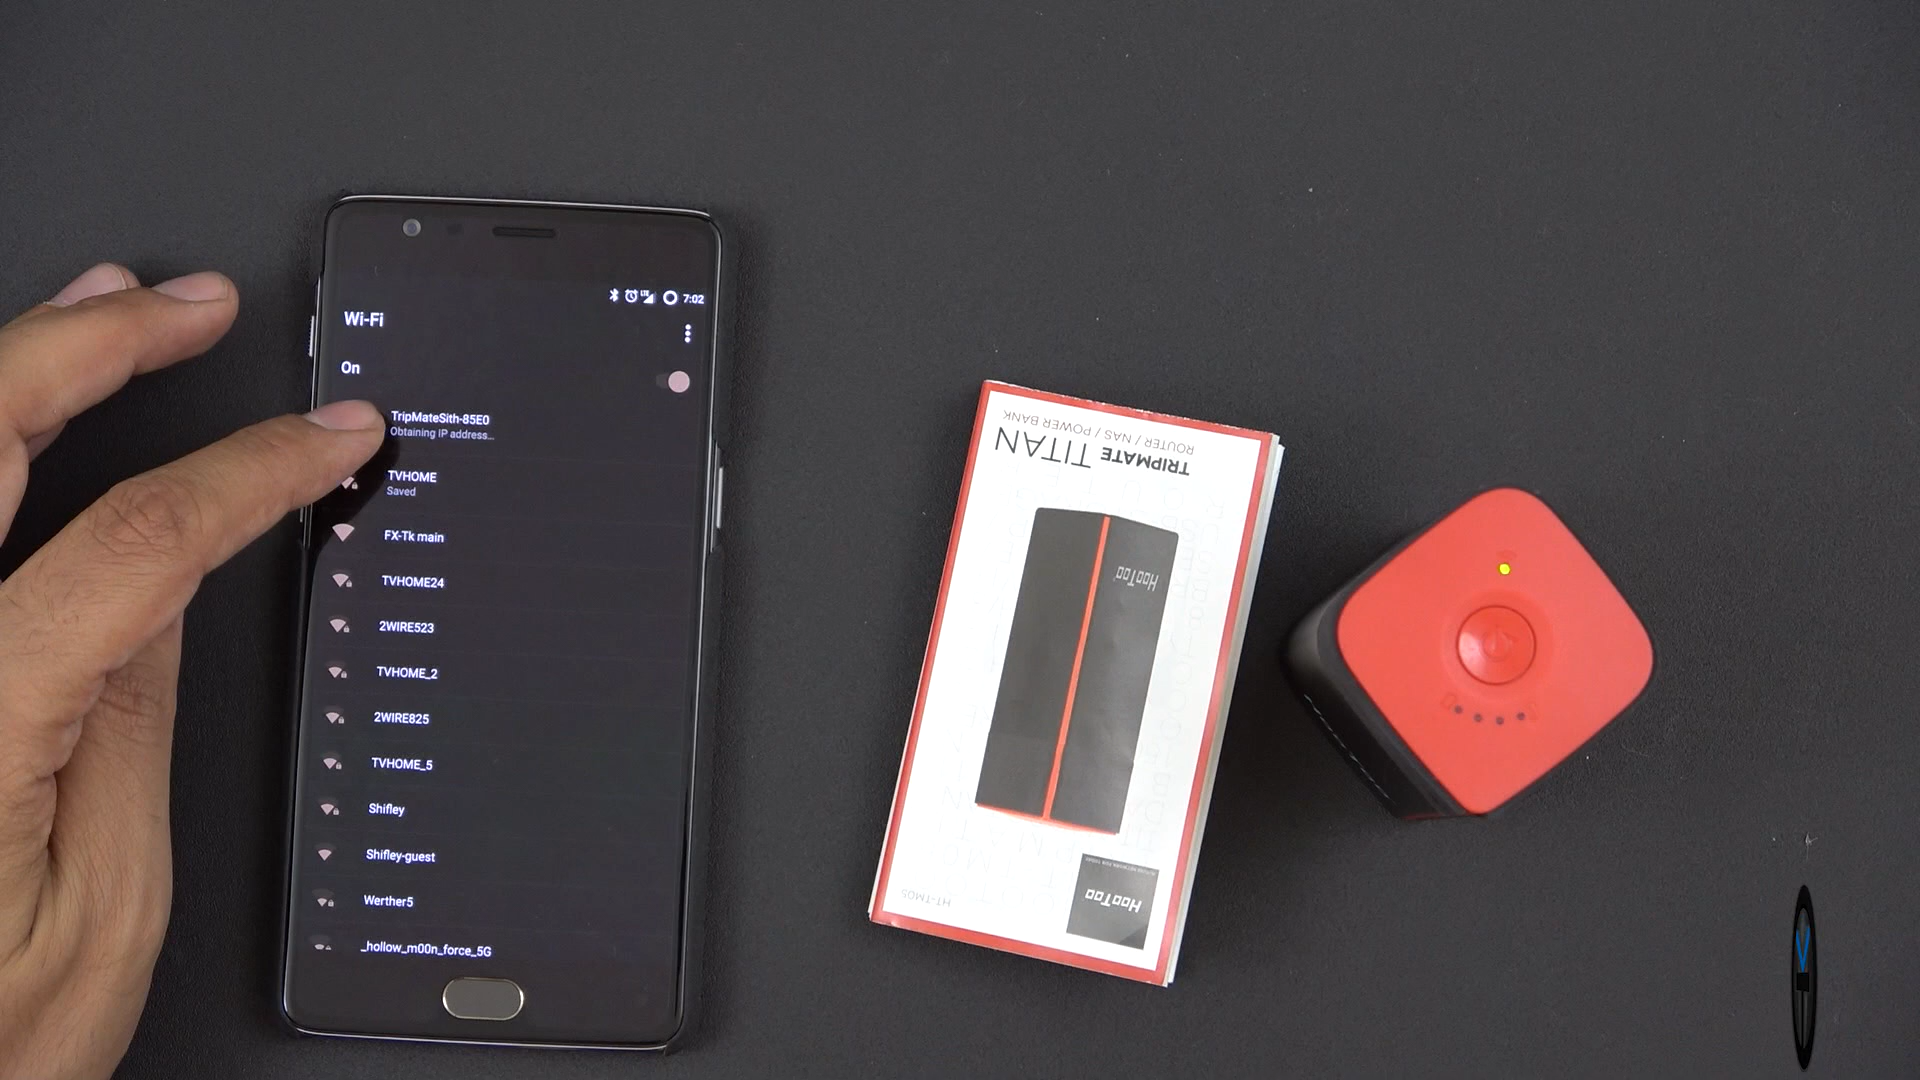 LTE 7:02
Wi-Fi
On
TripMateSith-85E0
Obtaining IP address...
TVHOME
Saved
FX-Tk main
TVHOME24
2WIRE523
TVHOME_2
2WIRE825
TVHOME_5
Shifley
Shifley-guest
Werther5
_hollow_m00n_force_5G
HooToo
HT-TM05
HooToo
TRIPMATE TITAN
ROUTER / NAS / POWER BANK